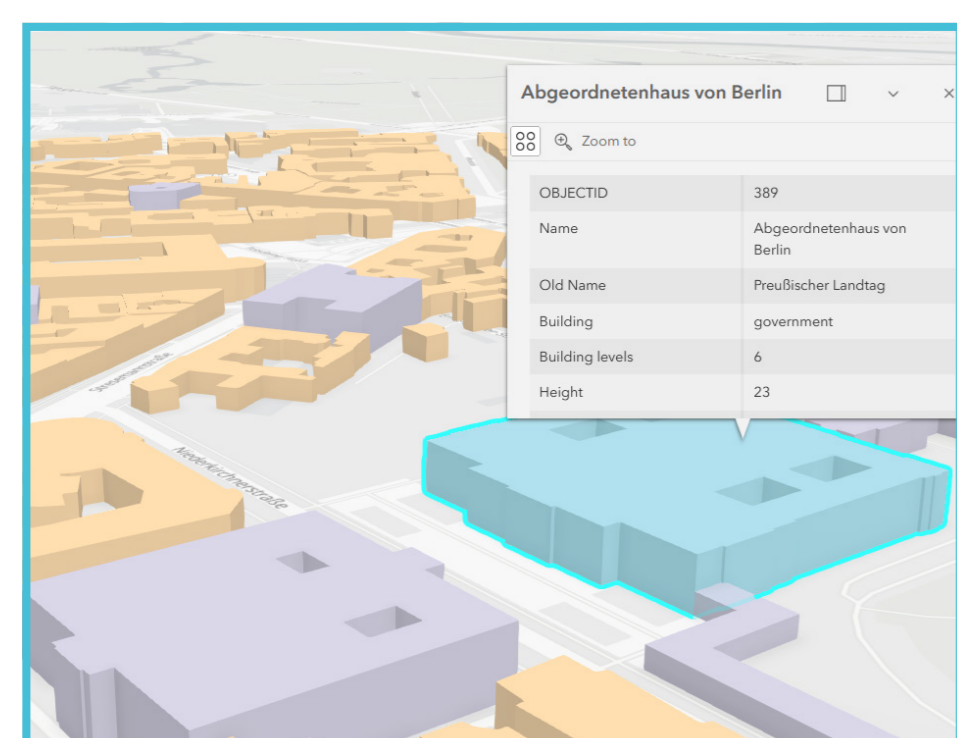 Abgeordnetenhaus von Berlin
Zoom to
OBJECTID 389
Name Abgeordnetenhaus von
Berlin
Old Name Preußischer Landtag
Building government
Building levels 6
Height 23
Stresemannstraße
Niederkirchnerstraße